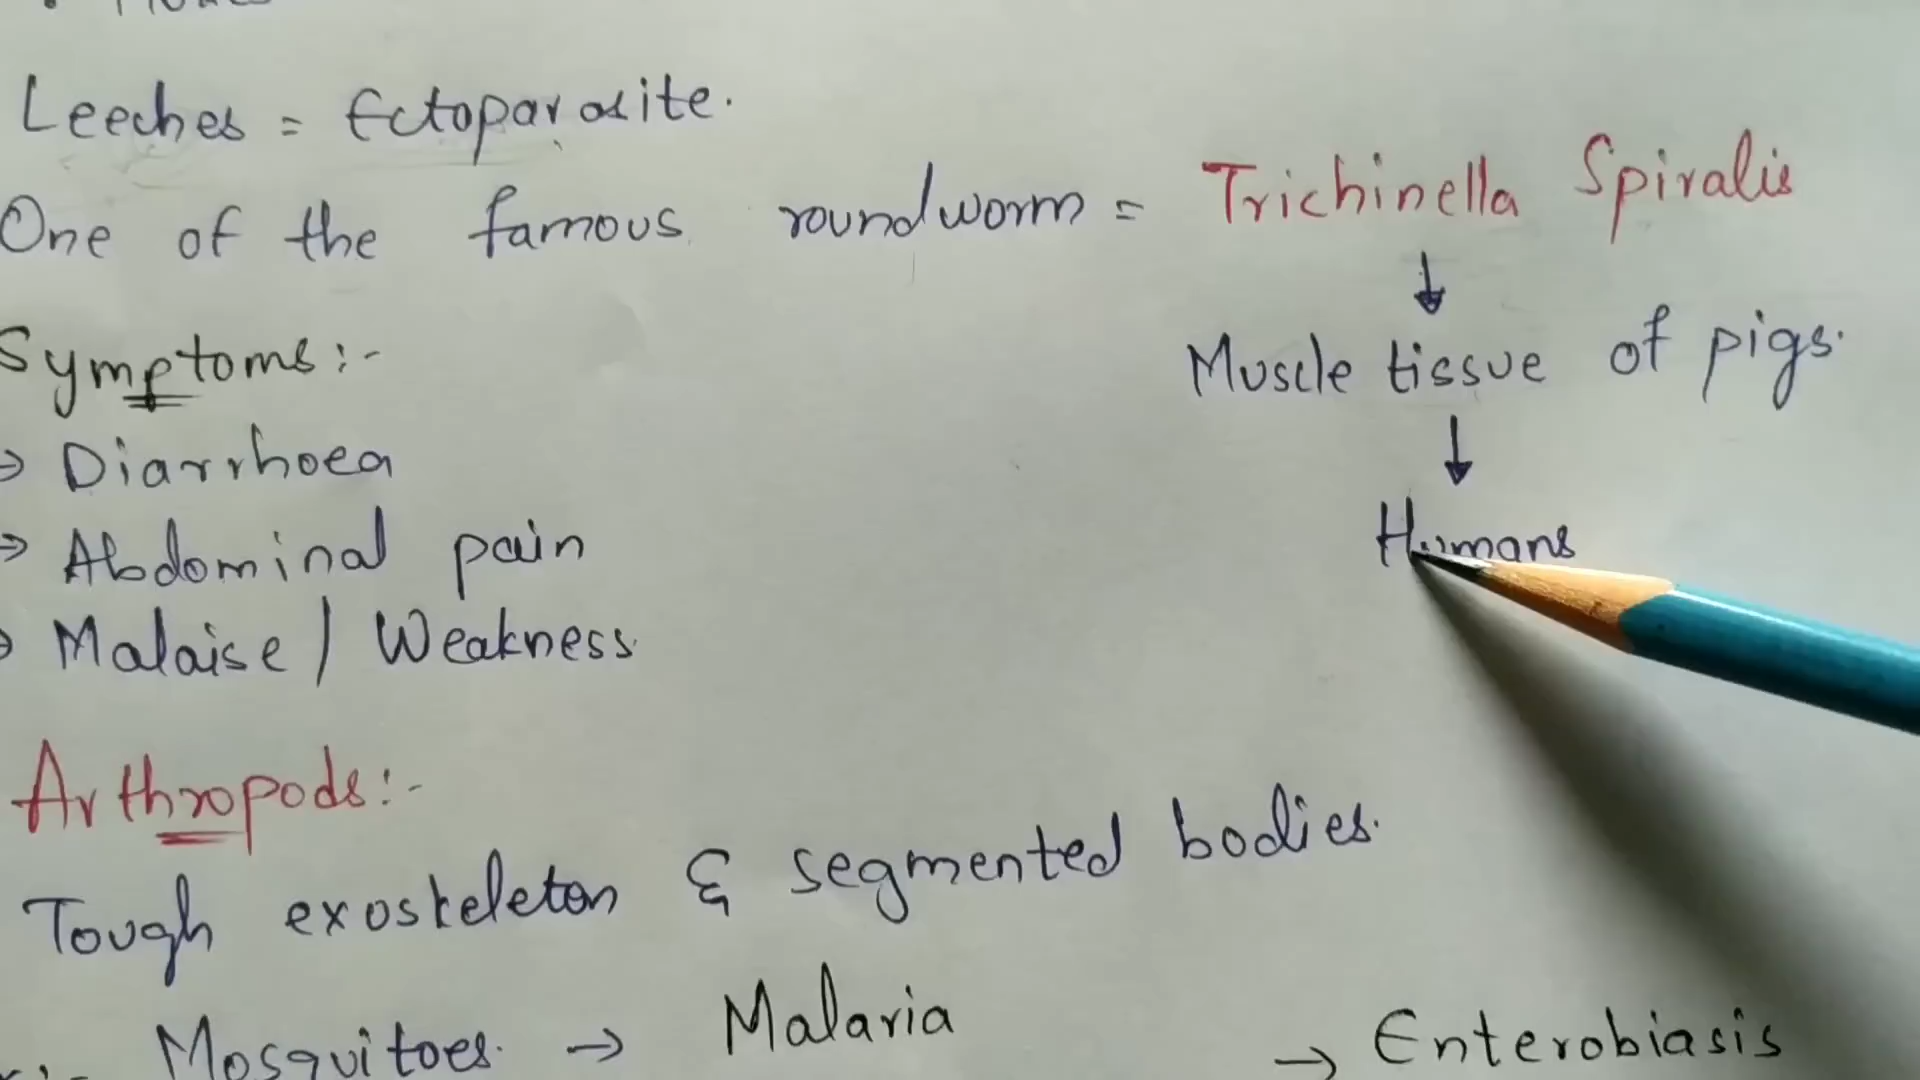 Leeches = Ectoparasite.
One of the famous roundworm = Trichinella Spiralis
↓
Muscle tissue of pigs.
↓
Humans
Symptoms:-
→ Diarrhoea
→ Abdominal pain
→ Malaise / Weakness.
Arthropods:-
Tough exoskeleton & segmented bodies.
Mosquitoes. → Malaria
→ Enterobiasis